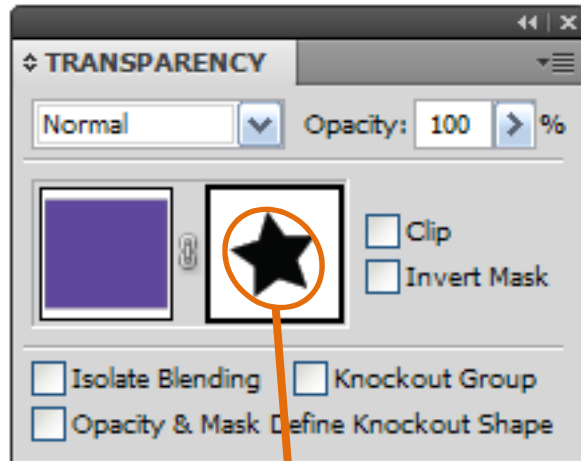 TRANSPARENCY
Normal Opacity: 100 %
Clip
Invert Mask
Isolate Blending Knockout Group
Opacity & Mask Define Knockout Shape